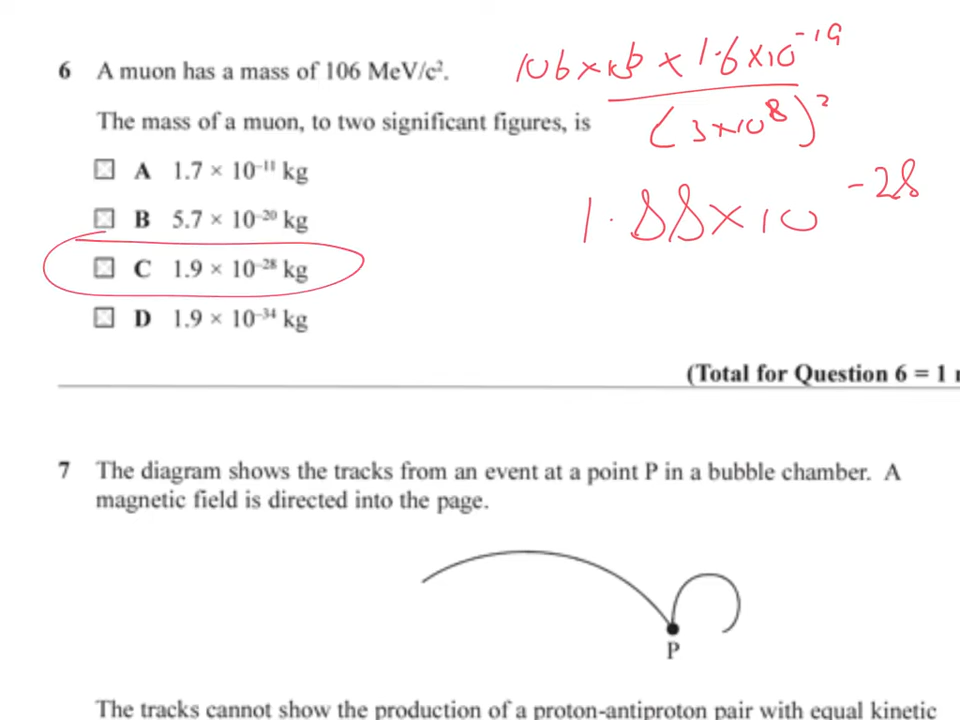 6 A muon has a mass of 106 MeV/c².
106 × 10⁶ × 1.6 × 10⁻¹⁹
(3×10⁸)²
The mass of a muon, to two significant figures, is
A 1.7 × 10⁻¹¹ kg
1.88×10⁻²⁸
B 5.7 × 10⁻²⁰ kg
C 1.9 × 10⁻²⁸ kg
D 1.9 × 10⁻³⁴ kg
(Total for Question 6 = 1
7 The diagram shows the tracks from an event at a point P in a bubble chamber. A
magnetic field is directed into the page.
P
The tracks cannot show the production of a proton-antiproton pair with equal kinetic